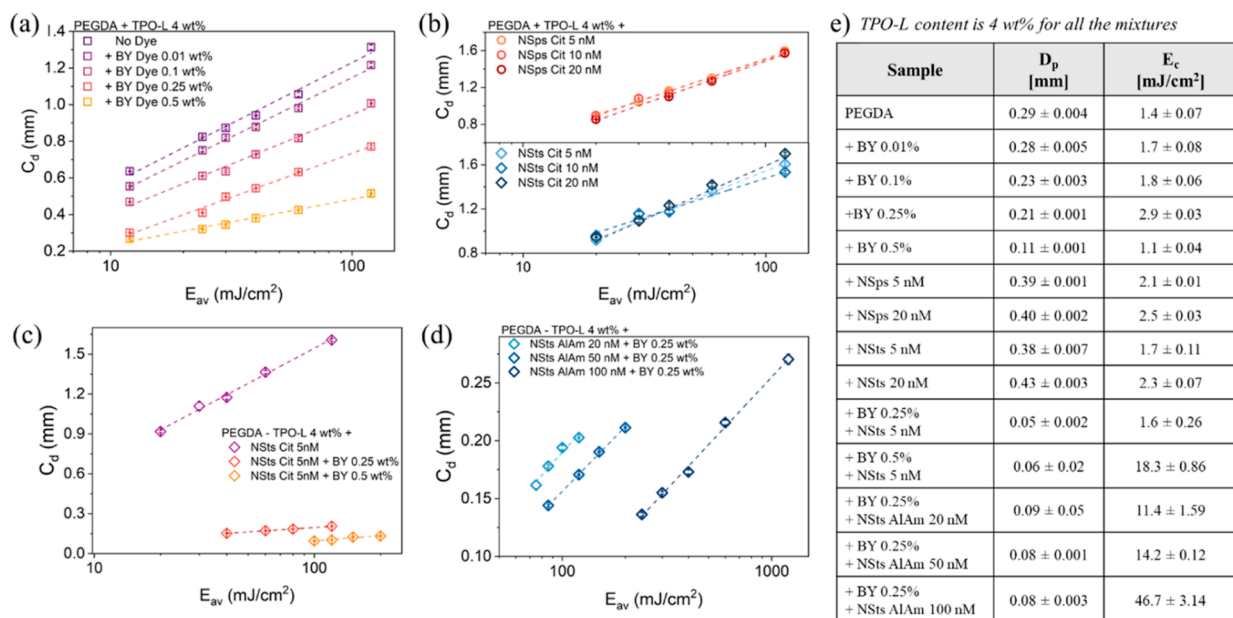 (a)
PEGDA + TPO-L 4 wt%
1.4
1.2
1.0
0.8
0.6
0.4
0.2
C_d (mm)
No Dye
+ BY Dye 0.01 wt%
+ BY Dye 0.1 wt%
+ BY Dye 0.25 wt%
+ BY Dye 0.5 wt%
10
100
E_av (mJ/cm²)
(b)
PEGDA + TPO-L 4 wt% +
NSps Cit 5 nM
NSps Cit 10 nM
NSps Cit 20 nM
1.6
1.2
0.8
C_d (mm)
NSts Cit 5 nM
NSts Cit 10 nM
NSts Cit 20 nM
1.6
1.2
0.8
C_d (mm)
10
100
E_av (mJ/cm²)
(c)
1.5
1.2
0.9
0.6
0.3
0.0
C_d (mm)
PEGDA - TPO-L 4 wt% +
NSts Cit 5nM
NSts Cit 5nM + BY 0.25 wt%
NSts Cit 5nM + BY 0.5 wt%
10
100
E_av (mJ/cm²)
(d)
PEGDA - TPO-L 4 wt% +
NSts AlAm 20 nM + BY 0.25 wt%
NSts AlAm 50 nM + BY 0.25 wt%
NSts AlAm 100 nM + BY 0.25 wt%
0.25
0.20
0.15
0.10
C_d (mm)
100
1000
E_av (mJ/cm²)
e) TPO-L content is 4 wt% for all the mixtures
Sample D_p [mm] E_c [mJ/cm²]
PEGDA 0.29 ± 0.004 1.4 ± 0.07
+ BY 0.01% 0.28 ± 0.005 1.7 ± 0.08
+ BY 0.1% 0.23 ± 0.003 1.8 ± 0.06
+BY 0.25% 0.21 ± 0.001 2.9 ± 0.03
+ BY 0.5% 0.11 ± 0.001 1.1 ± 0.04
+ NSps 5 nM 0.39 ± 0.001 2.1 ± 0.01
+ NSps 20 nM 0.40 ± 0.002 2.5 ± 0.03
+ NSts 5 nM 0.38 ± 0.007 1.7 ± 0.11
+ NSts 20 nM 0.43 ± 0.003 2.3 ± 0.07
+ BY 0.25%
+ NSts 5 nM 0.05 ± 0.002 1.6 ± 0.26
+ BY 0.5%
+ NSts 5 nM 0.06 ± 0.02 18.3 ± 0.86
+ BY 0.25%
+ NSts AlAm 20 nM 0.09 ± 0.05 11.4 ± 1.59
+ BY 0.25%
+ NSts AlAm 50 nM 0.08 ± 0.001 14.2 ± 0.12
+ BY 0.25%
+ NSts AlAm 100 nM 0.08 ± 0.003 46.7 ± 3.14